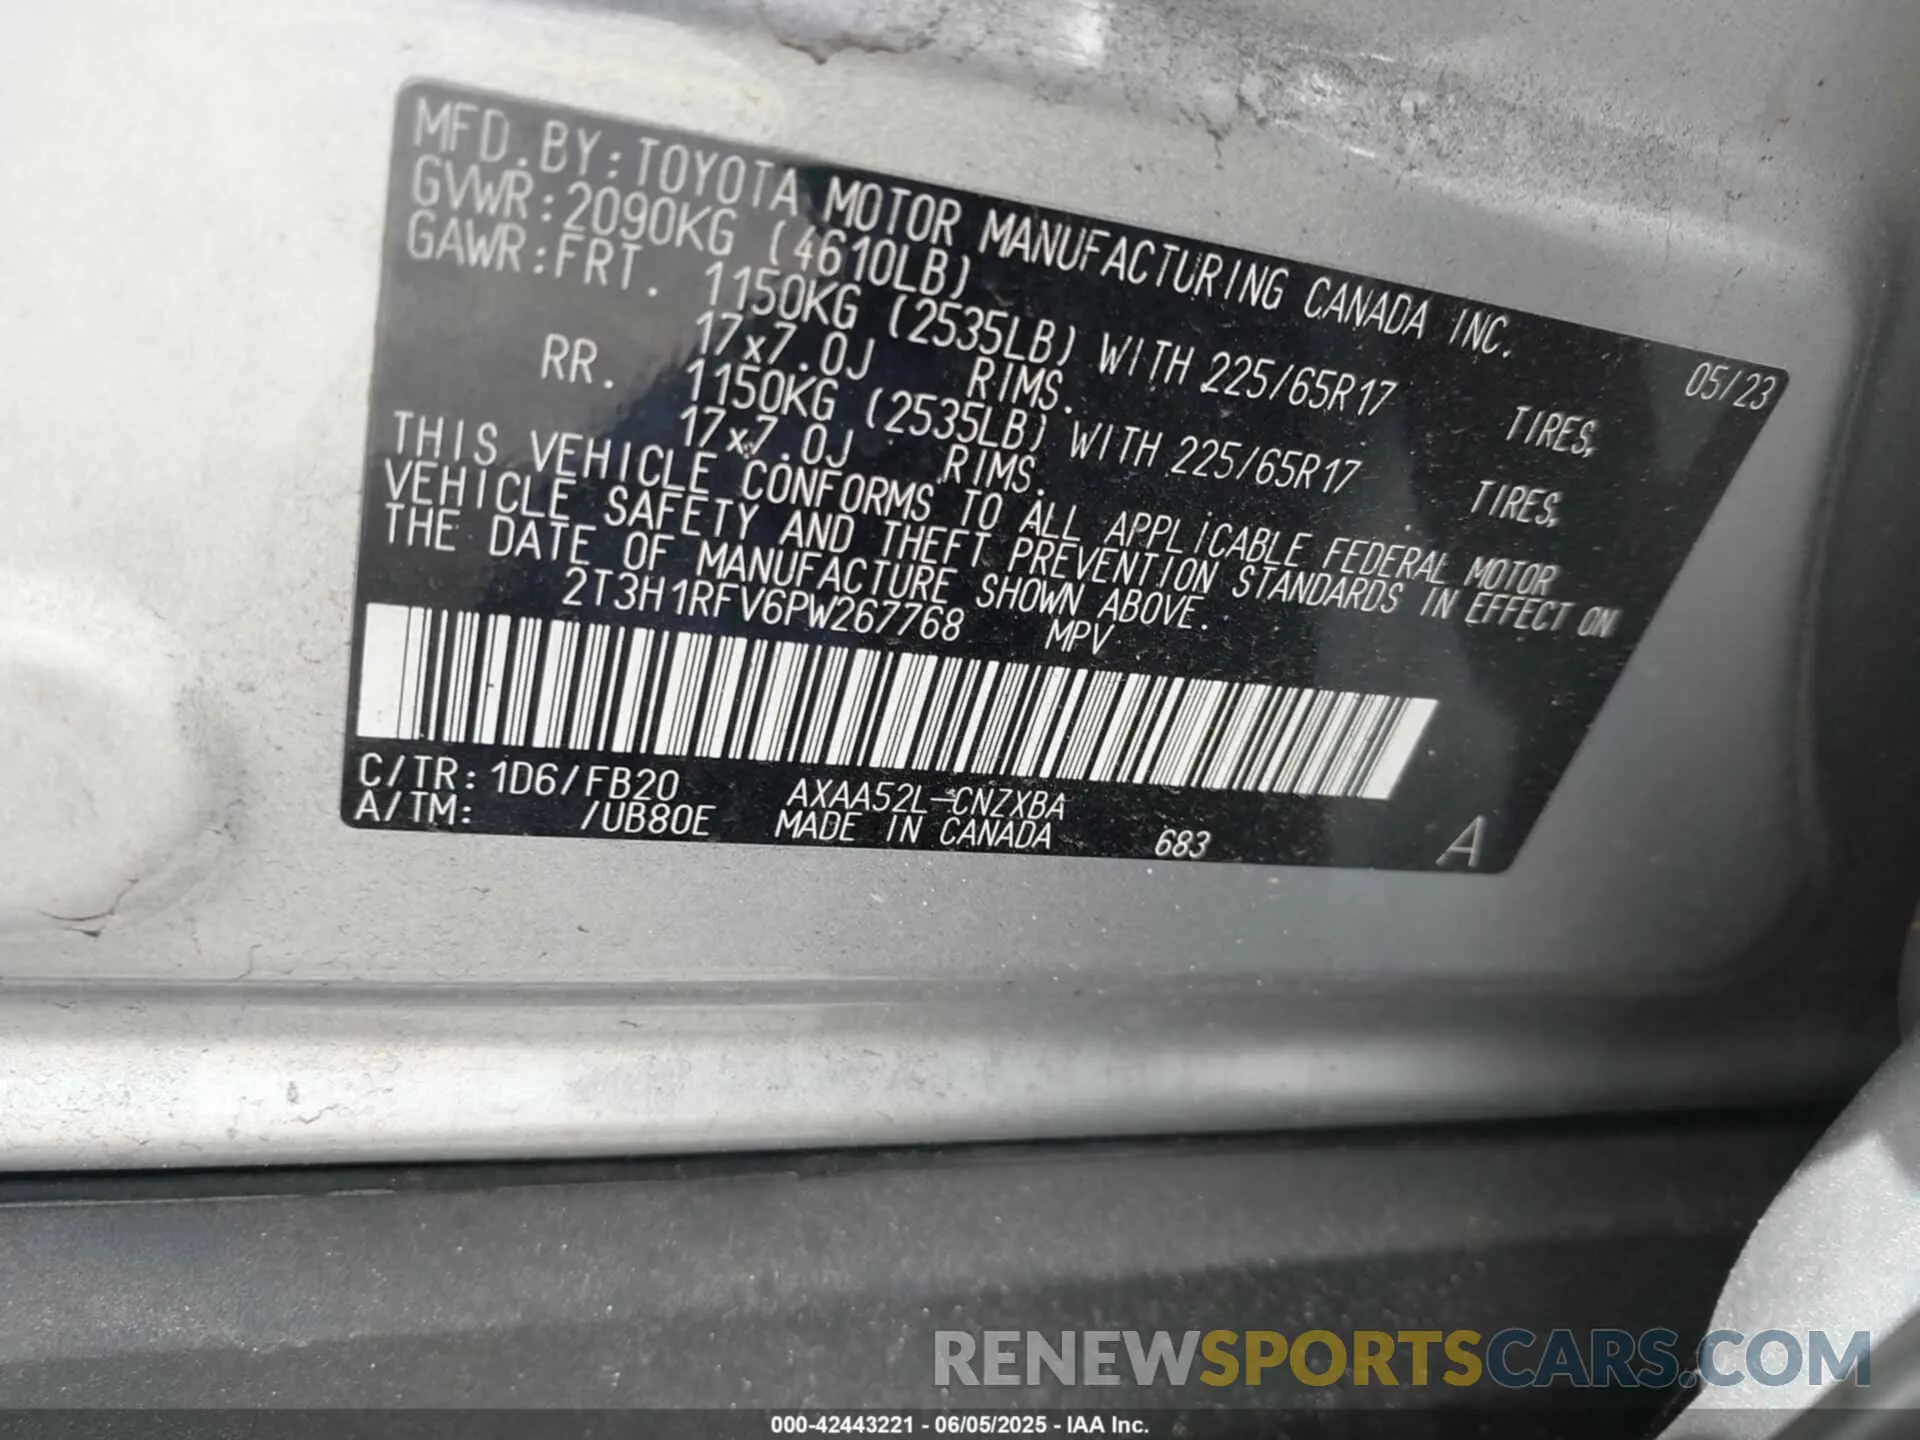 MFD. BY: TOYOTA MOTOR MANUFACTURING CANADA INC. 05/23
GVWR: 2090KG (4610LB)
GAWR: FRT. 1150KG (2535LB) WITH 225/65R17 TIRES,
17x7.0J RIMS.
RR. 1150KG (2535LB) WITH 225/65R17 TIRES,
17x7.0J RIMS.
THIS VEHICLE CONFORMS TO ALL APPLICABLE FEDERAL MOTOR
VEHICLE SAFETY AND THEFT PREVENTION STANDARDS IN EFFECT ON
THE DATE OF MANUFACTURE SHOWN ABOVE.
2T3H1RFV6PW267768 MPV
C/TR: 1D6/FB20 AXAA52L-CNZXBA
A/TM: /UB80E MADE IN CANADA 683 A
RENEWSPORTSCARS.COM
000-42443221 - 06/05/2025 - IAA Inc.